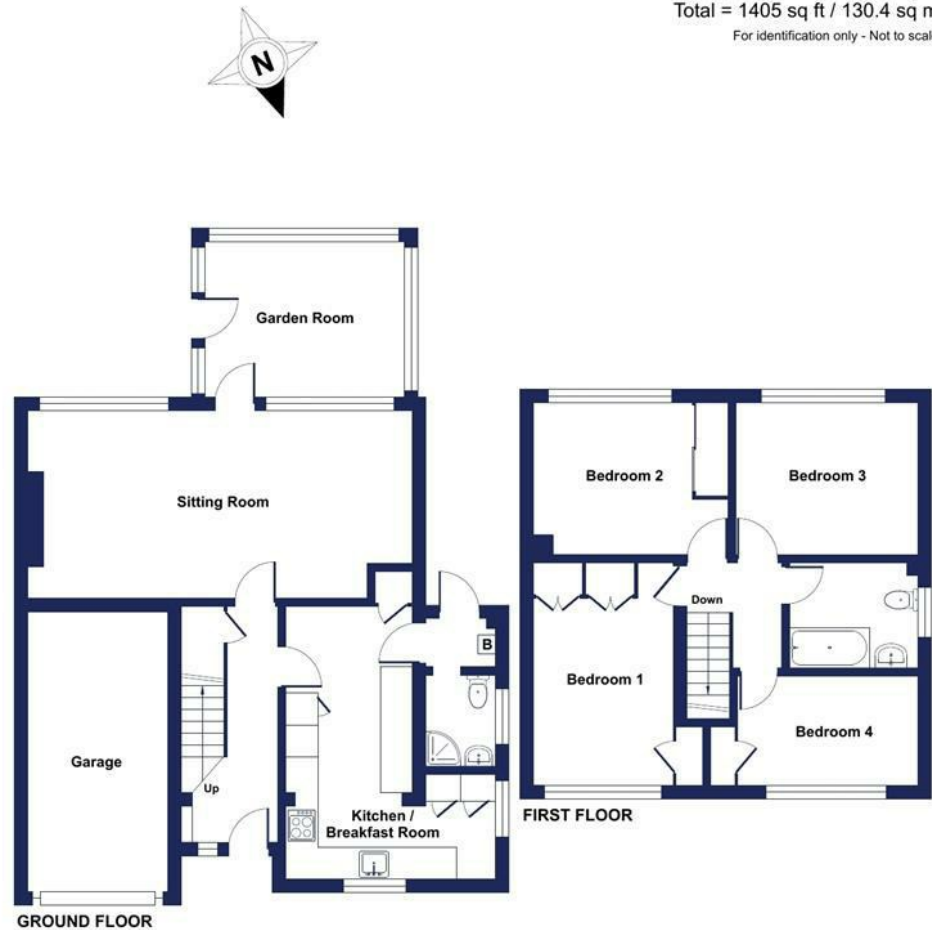 Total = 1405 sq ft / 130.4 sq m
For identification only - Not to scal
N
Garden Room
Sitting Room
Bedroom 2
Bedroom 3
Down
B
Bedroom 1
Bedroom 4
Garage
Up
Kitchen /
Breakfast Room
FIRST FLOOR
GROUND FLOOR